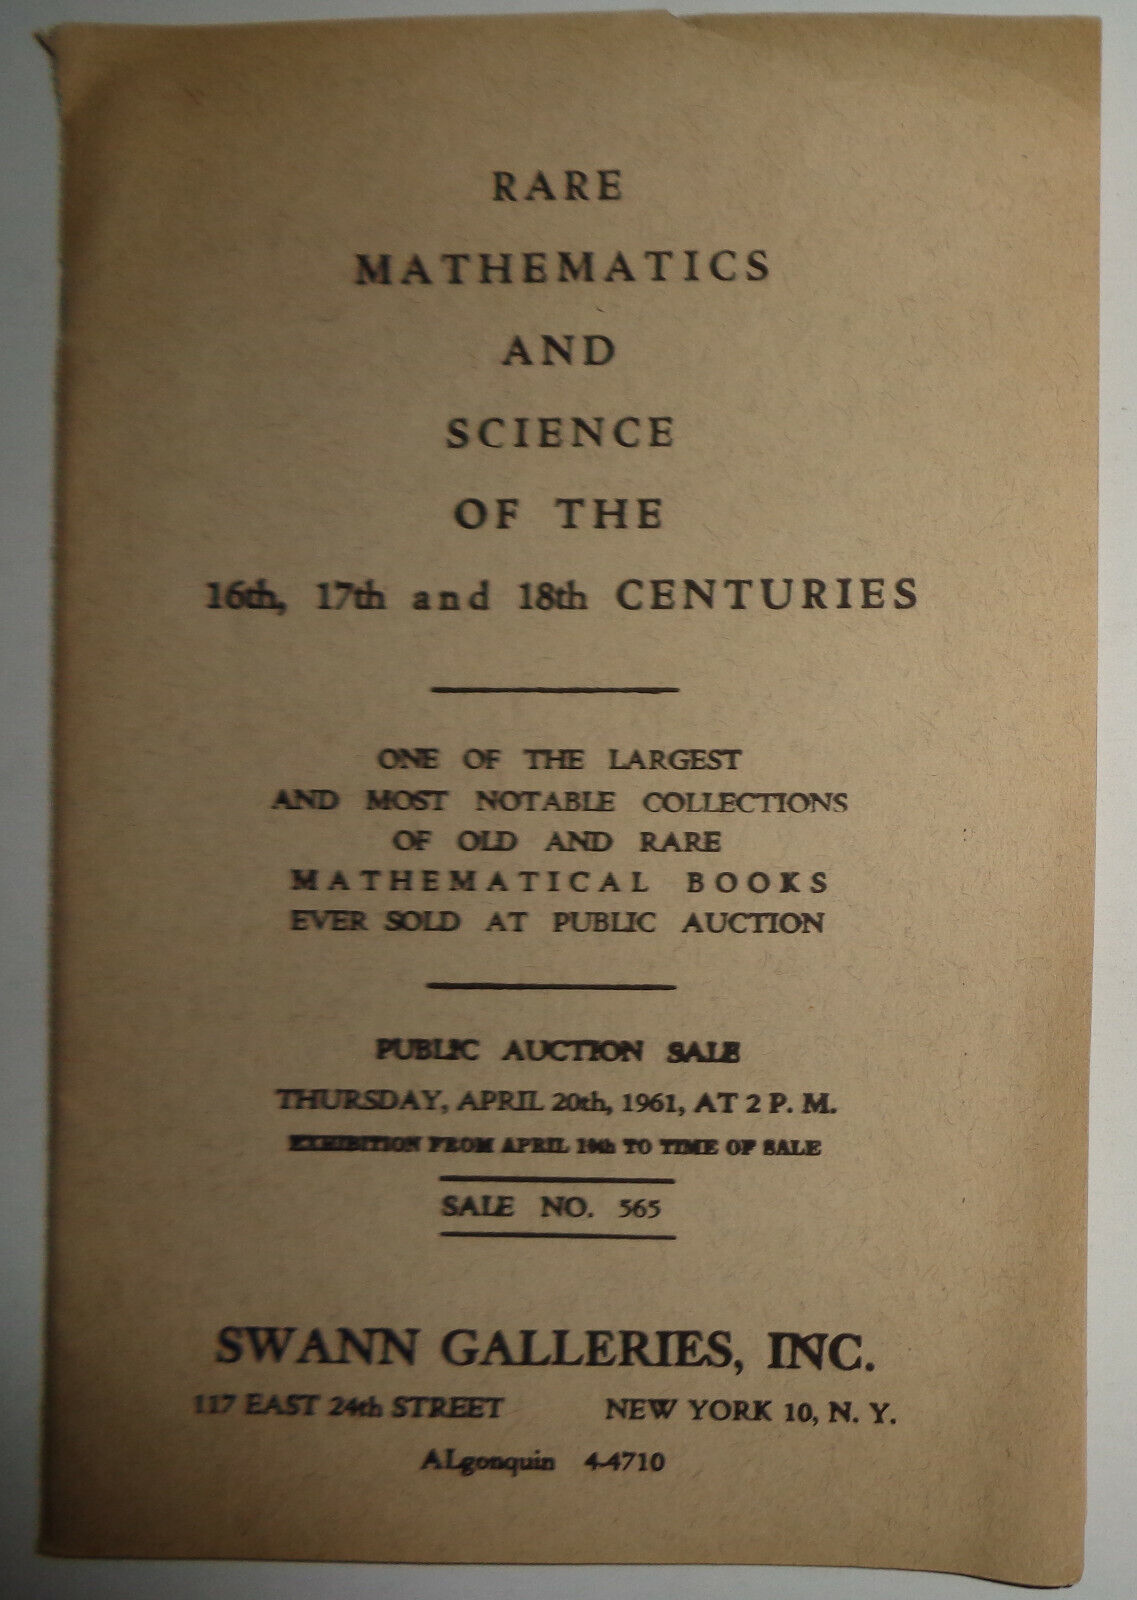 RARE
MATHEMATICS
AND
SCIENCE
OF THE
16th, 17th and 18th CENTURIES
ONE OF THE LARGEST
AND MOST NOTABLE COLLECTIONS
OF OLD AND RARE
MATHEMATICAL BOOKS
EVER SOLD AT PUBLIC AUCTION
PUBLIC AUCTION SALE
THURSDAY, APRIL 20th, 1961, AT 2 P. M.
EXHIBITION FROM APRIL TO TIME OF SALE
SALE NO. 565
SWANN GALLERIES, INC.
117 EAST 24th STREET NEW YORK 10, N. Y.
ALgonquin 4-4710